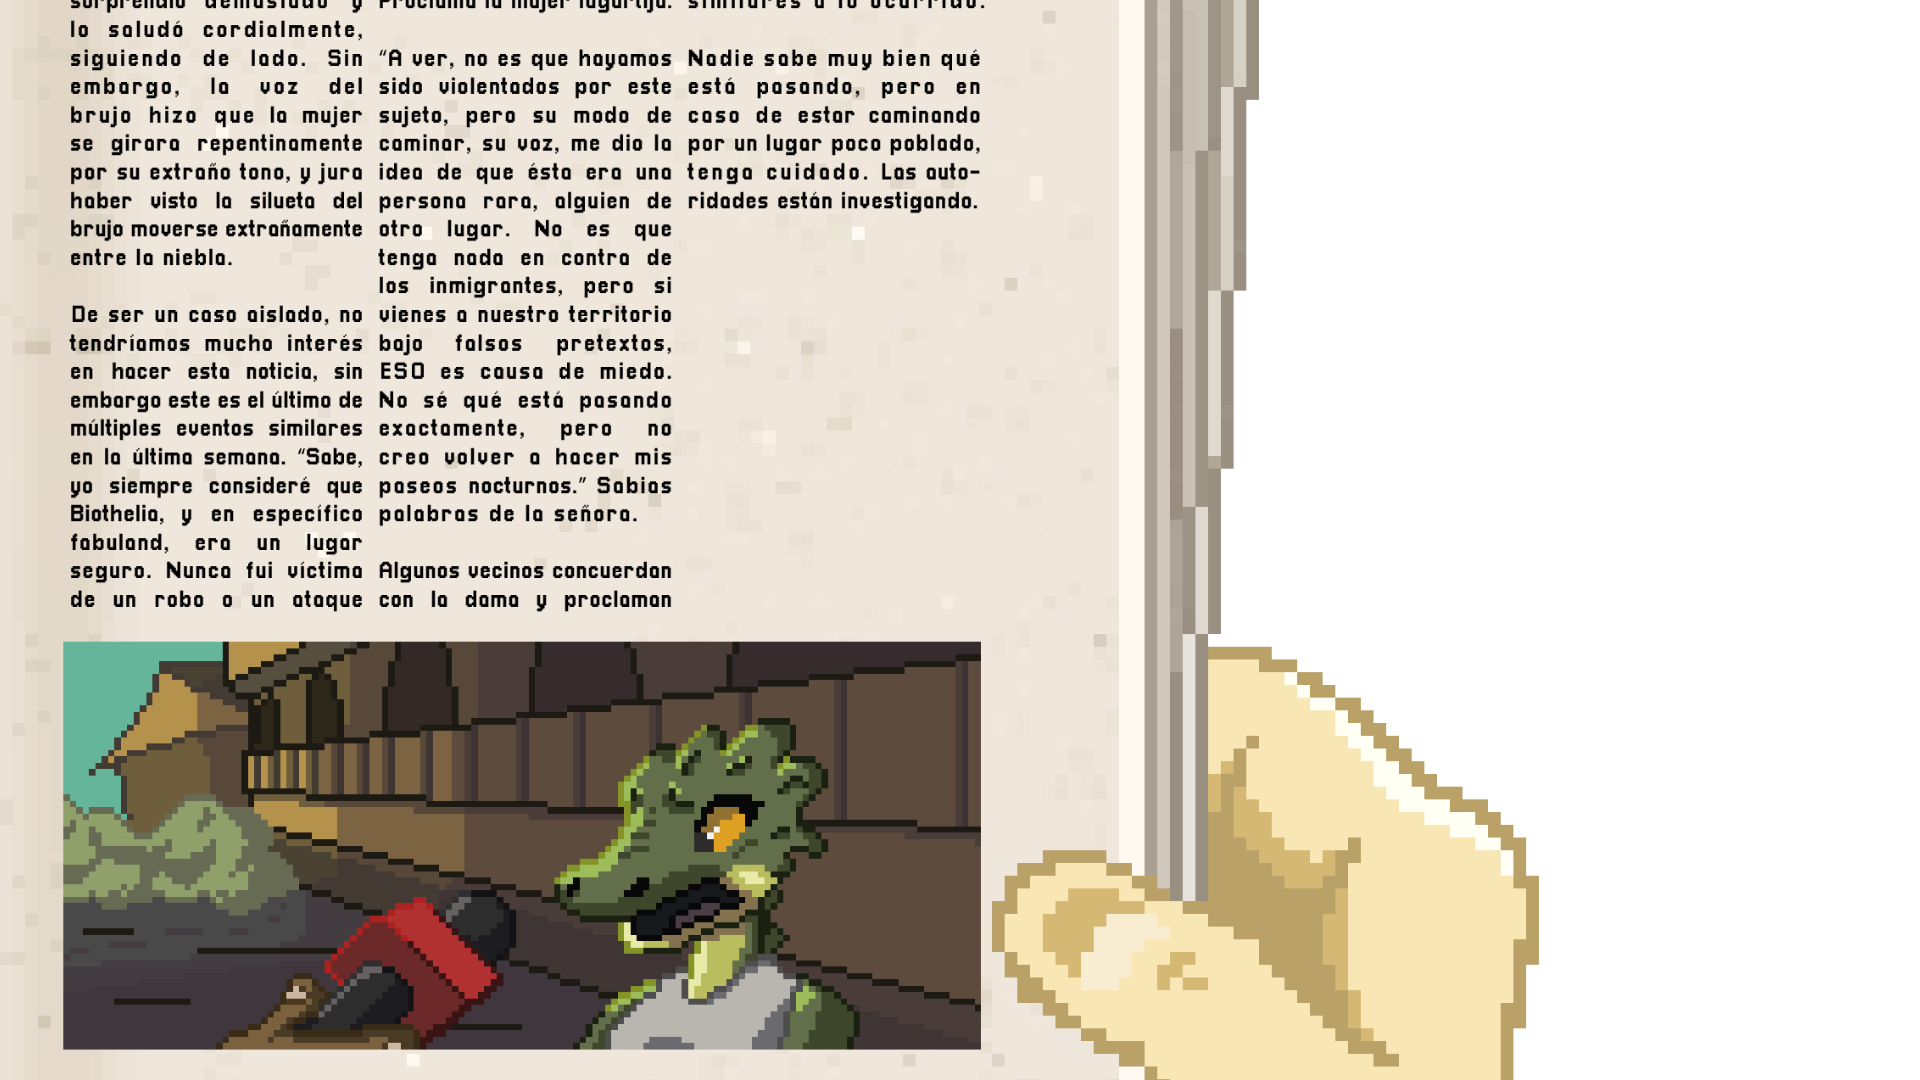 sorprendió demasiado y
lo saludó cordialmente,
siguiendo de lado. Sin
embargo, la voz del
brujo hizo que la mujer
se girara repentinamente
por su extraño tono, y jura
haber visto la silueta del
brujo moverse extrañamente
entre la niebla.
De ser un caso aislado, no
tendríamos mucho interés
en hacer esta noticia, sin
embargo este es el último de
múltiples eventos similares
en la última semana. "Sabe,
yo siempre consideré que
Biothelia, y en específico
fabuland, era un lugar
seguro. Nunca fui víctima
de un robo o un ataque
Proclama la mujer lagartija.
"A ver, no es que hayamos
sido violentados por este
sujeto, pero su modo de
caminar, su voz, me dio la
idea de que ésta era una
persona rara, alguien de
otro lugar. No es que
tenga nada en contra de
los inmigrantes, pero si
vienes a nuestro territorio
bajo falsos pretextos,
ESO es causa de miedo.
No sé qué está pasando
exactamente, pero no
creo volver a hacer mis
paseos nocturnos." Sabias
palabras de la señora.
Algunos vecinos concuerdan
con la dama y proclaman
similares a lo ocurrido.
Nadie sabe muy bien qué
está pasando, pero en
caso de estar caminando
por un lugar poco poblado,
tenga cuidado. Las auto-
ridades están investigando.